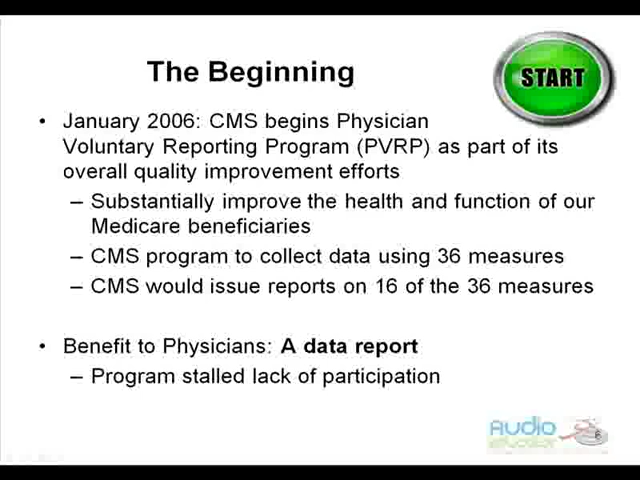 The Beginning
START
• January 2006: CMS begins Physician
Voluntary Reporting Program (PVRP) as part of its
overall quality improvement efforts
– Substantially improve the health and function of our
Medicare beneficiaries
– CMS program to collect data using 36 measures
– CMS would issue reports on 16 of the 36 measures
• Benefit to Physicians: A data report
– Program stalled lack of participation
AUDIO
educator